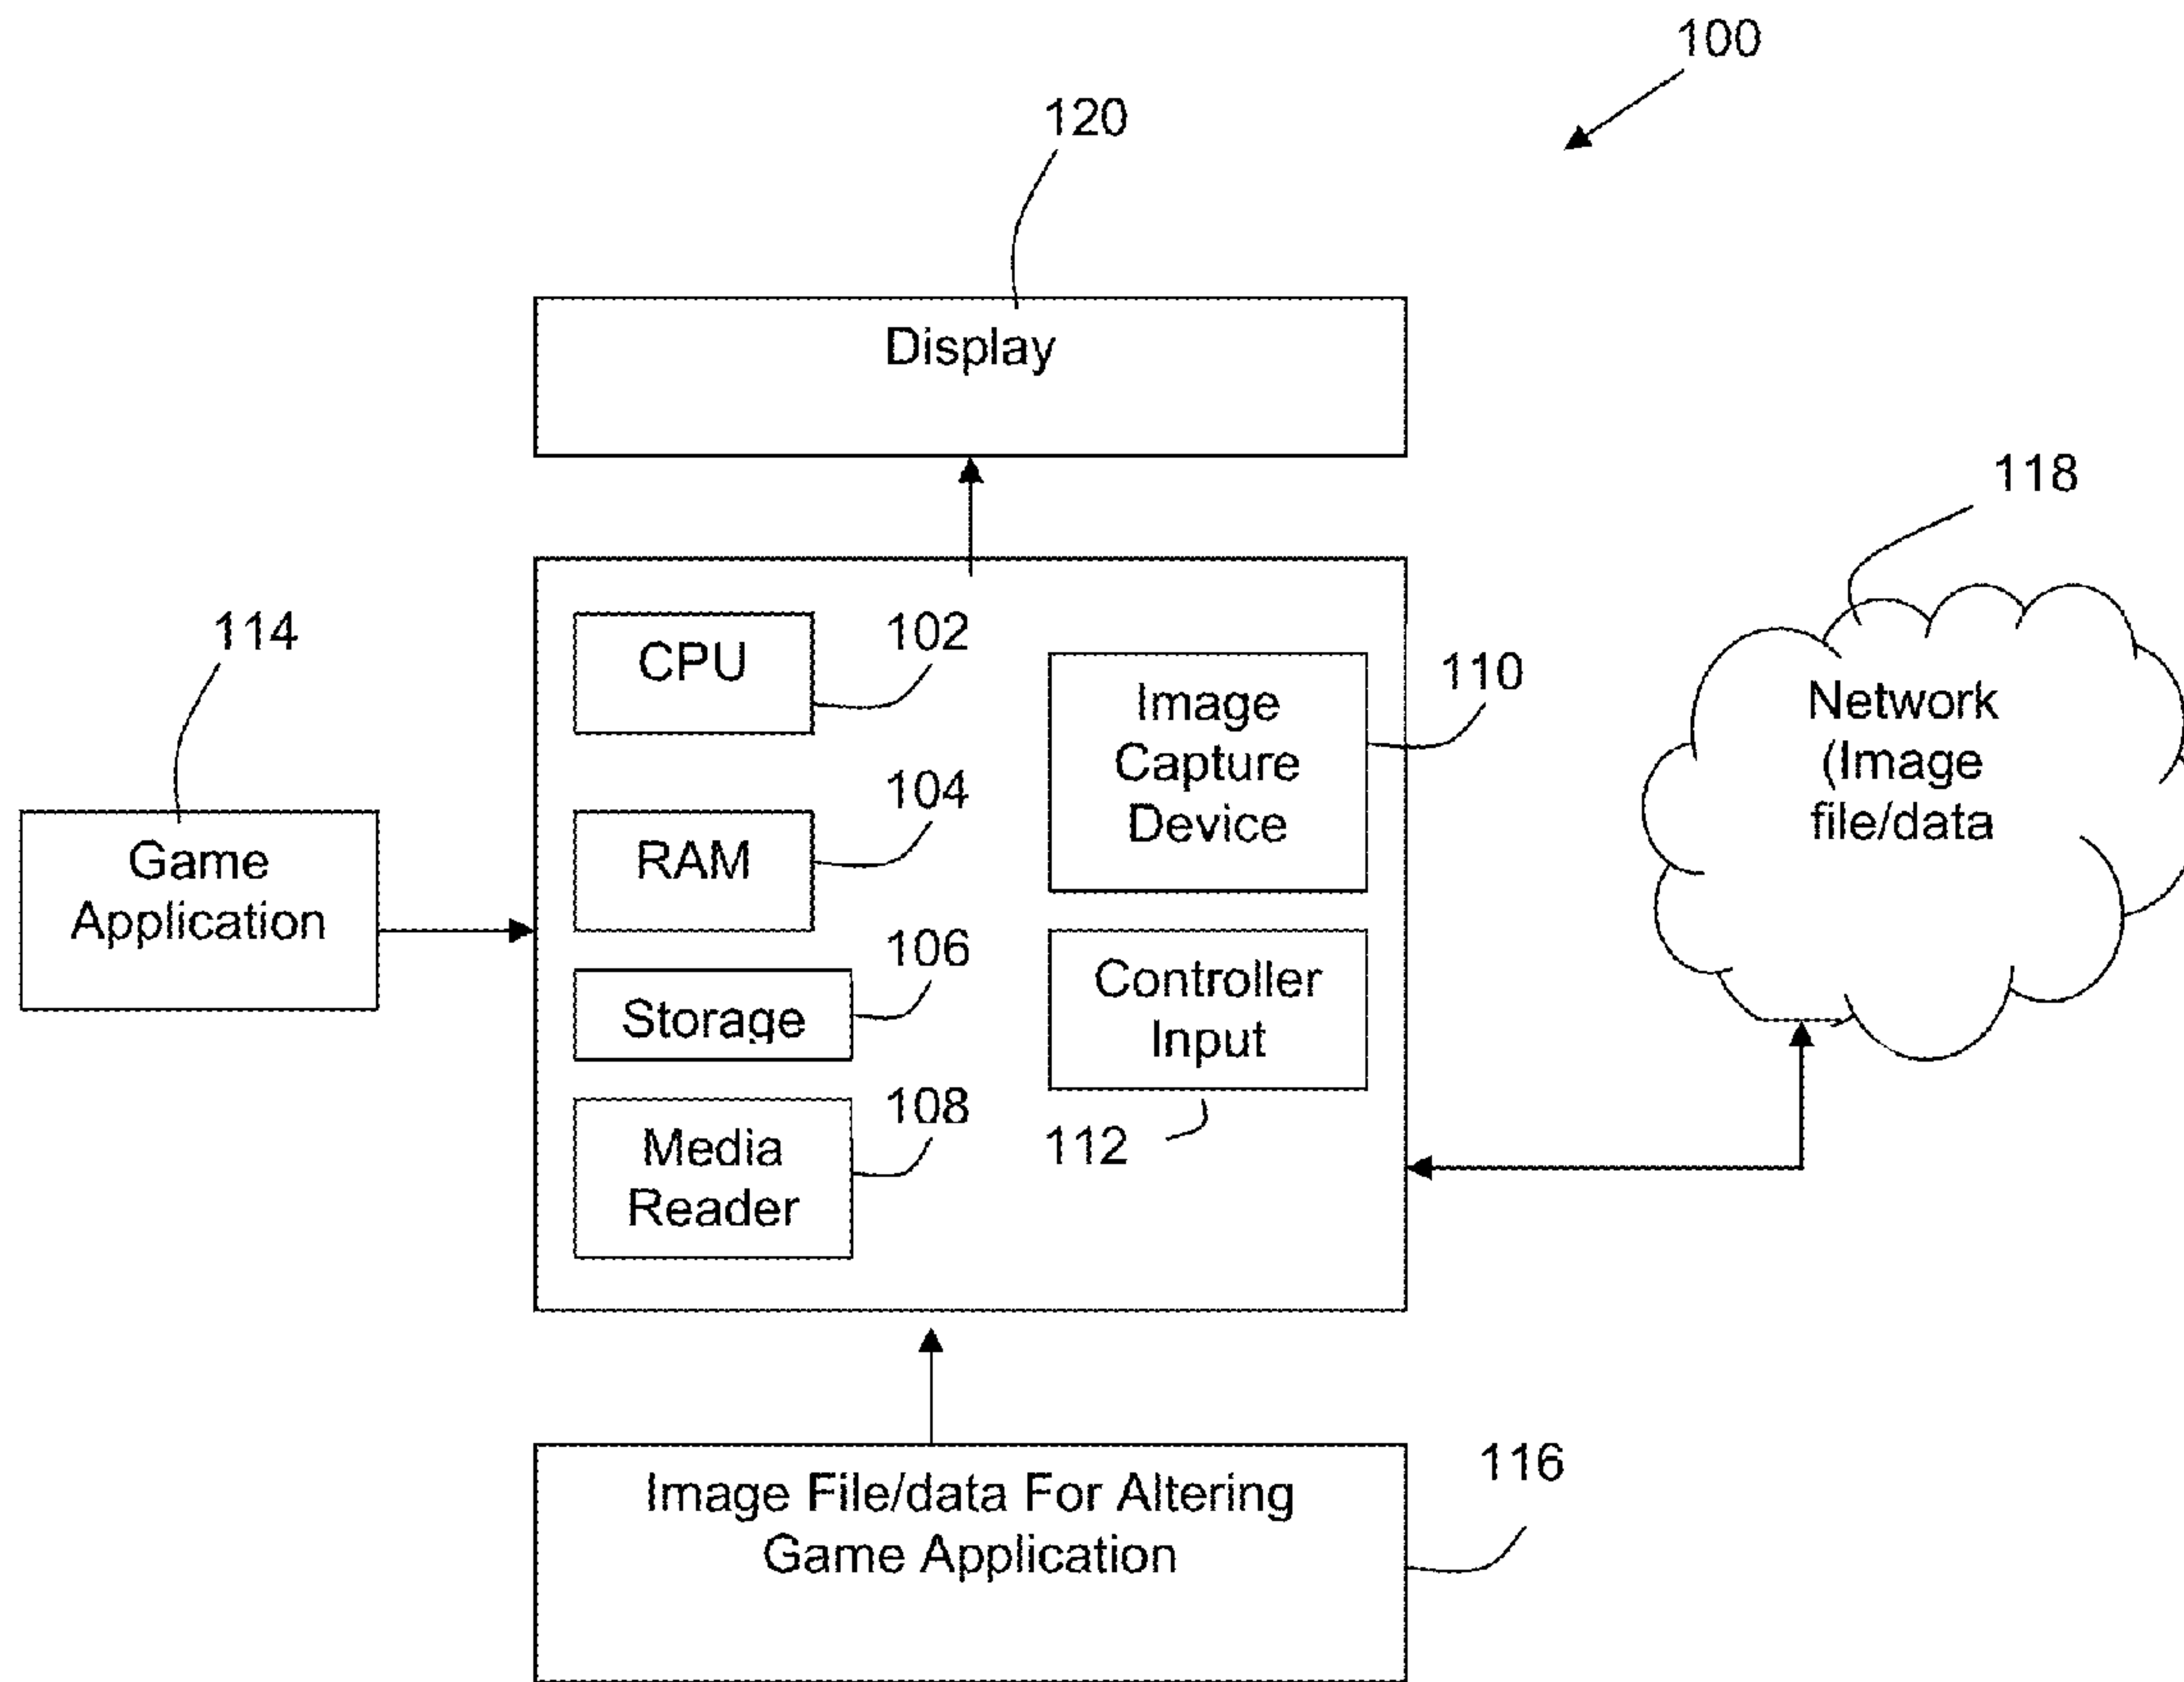 100
120
Display
118
114
CPU
102
110
Image
Capture
Device
Network
(Image
file/data
104
RAM
Game
Application
106
Storage
Controller
Input
108
Media
Reader
112
116
Image File/data For Altering
Game Application